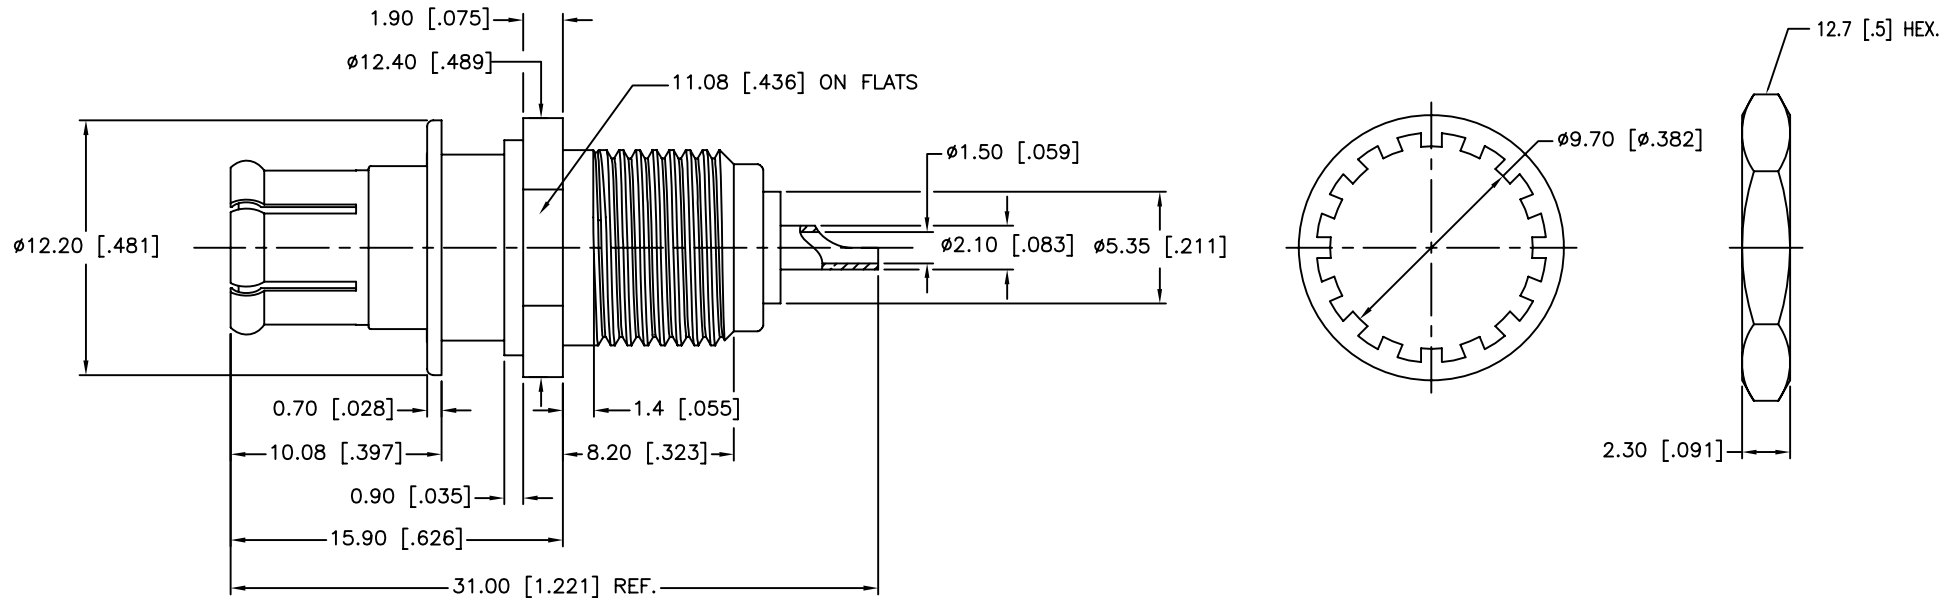 1.90 [.075]
12.7 [.5] HEX.
ø12.40 [.489]
11.08 [.436] ON FLATS
ø9.70 [ø.382]
ø1.50 [.059]
ø12.20 [.481]
ø2.10 [.083]
ø5.35 [.211]
0.70 [.028]
1.4 [.055]
10.08 [.397]
8.20 [.323]
2.30 [.091]
0.90 [.035]
15.90 [.626]
31.00 [1.221] REF.